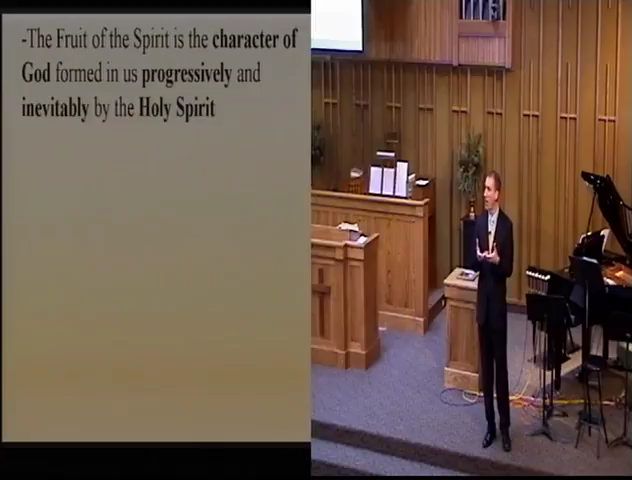 -The Fruit of the Spirit is the character of
God formed in us progressively and
inevitably by the Holy Spirit